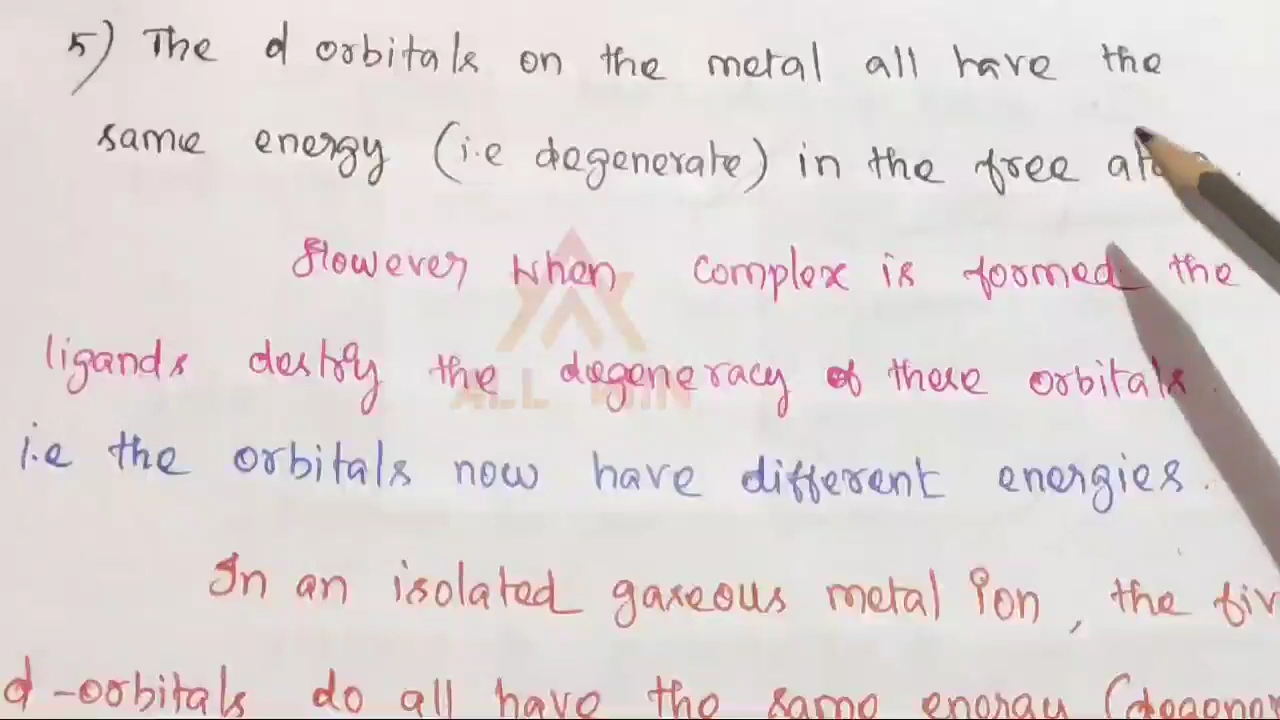 5) The d orbitals on the metal all have the
same energy (i.e degenerate) in the free
However when complex is formed the
ligands destroy the degeneracy of these orbitals.
i.e the orbitals now have different energies.
In an isolated gaseous metal ion, the
d-orbitals do all have the same energy
ALL